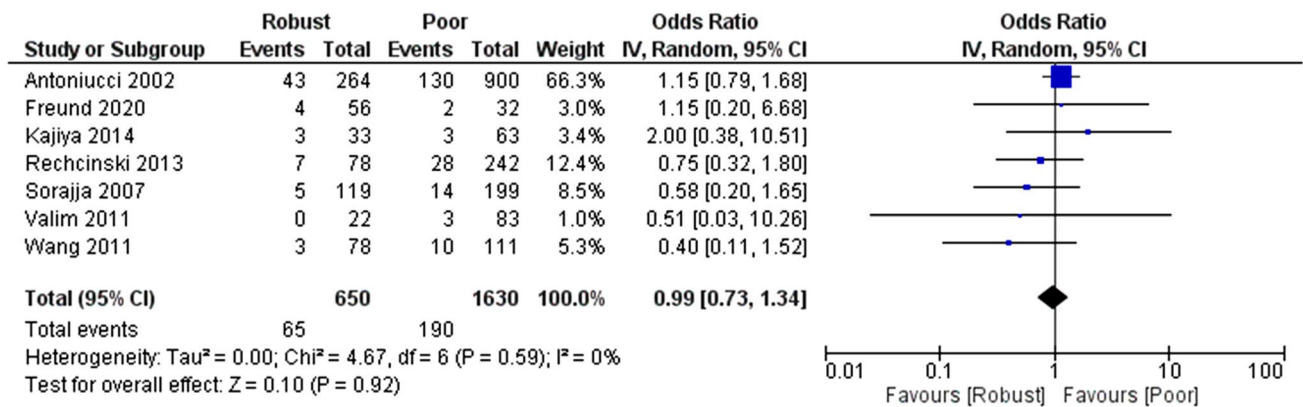 Robust Poor Odds Ratio Odds Ratio
Study or Subgroup Events Total Events Total Weight IV, Random, 95% CI IV, Random, 95% CI
Antoniucci 2002 43 264 130 900 66.3% 1.15 [0.79, 1.68]
Freund 2020 4 56 2 32 3.0% 1.15 [0.20, 6.68]
Kajiya 2014 3 33 3 63 3.4% 2.00 [0.38, 10.51]
Rechcinski 2013 7 78 28 242 12.4% 0.75 [0.32, 1.80]
Sorajja 2007 5 119 14 199 8.5% 0.58 [0.20, 1.65]
Valim 2011 0 22 3 83 1.0% 0.51 [0.03, 10.26]
Wang 2011 3 78 10 111 5.3% 0.40 [0.11, 1.52]
Total (95% CI) 650 1630 100.0% 0.99 [0.73, 1.34]
Total events 65 190
Heterogeneity: Tau² = 0.00; Chi² = 4.67, df = 6 (P = 0.59); I² = 0%
Test for overall effect: Z = 0.10 (P = 0.92)
0.01 0.1 1 10 100
Favours [Robust] Favours [Poor]